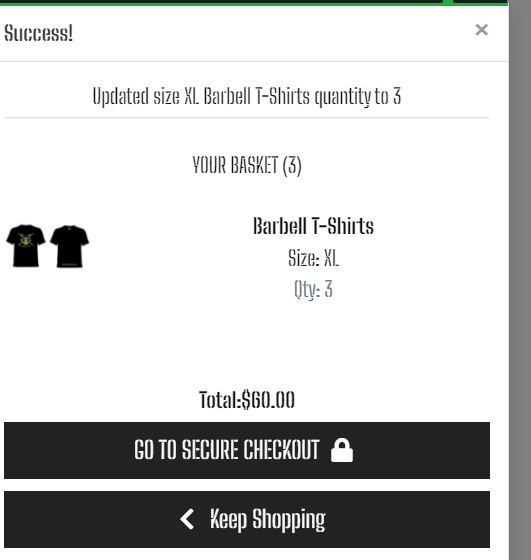 Success!
×
Updated size XL Barbell T-Shirts quantity to 3
YOUR BASKET (3)
Barbell T-Shirts
Size: XL
Qty: 3
Total:$60.00
GO TO SECURE CHECKOUT
Keep Shopping